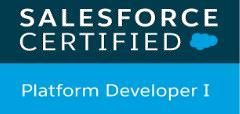 SALESFORCE
CERTIFIED
Platform Developer I